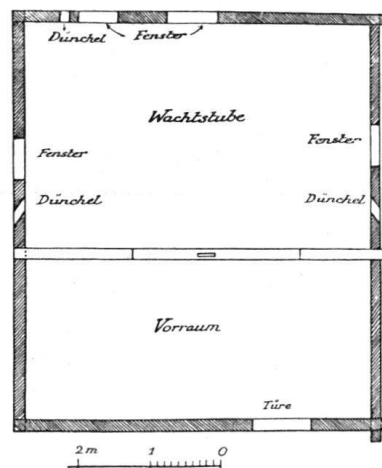 Dünchel Fenster
Wachtstube
Fenster Fenster
Dünchel Dünchel
Vorraum
Türe
2 m 1 0